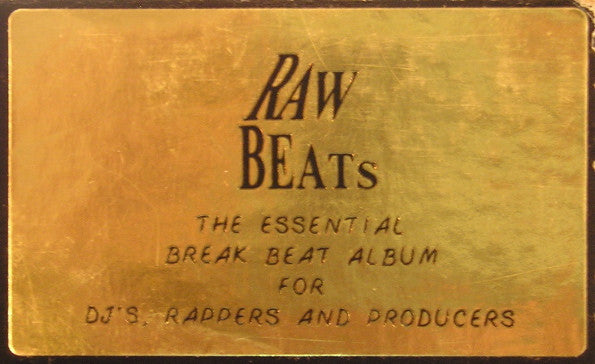 RAW
BEATS
THE ESSENTIAL
BREAK BEAT ALBUM
FOR
DJ'S, RAPPERS AND PRODUCERS